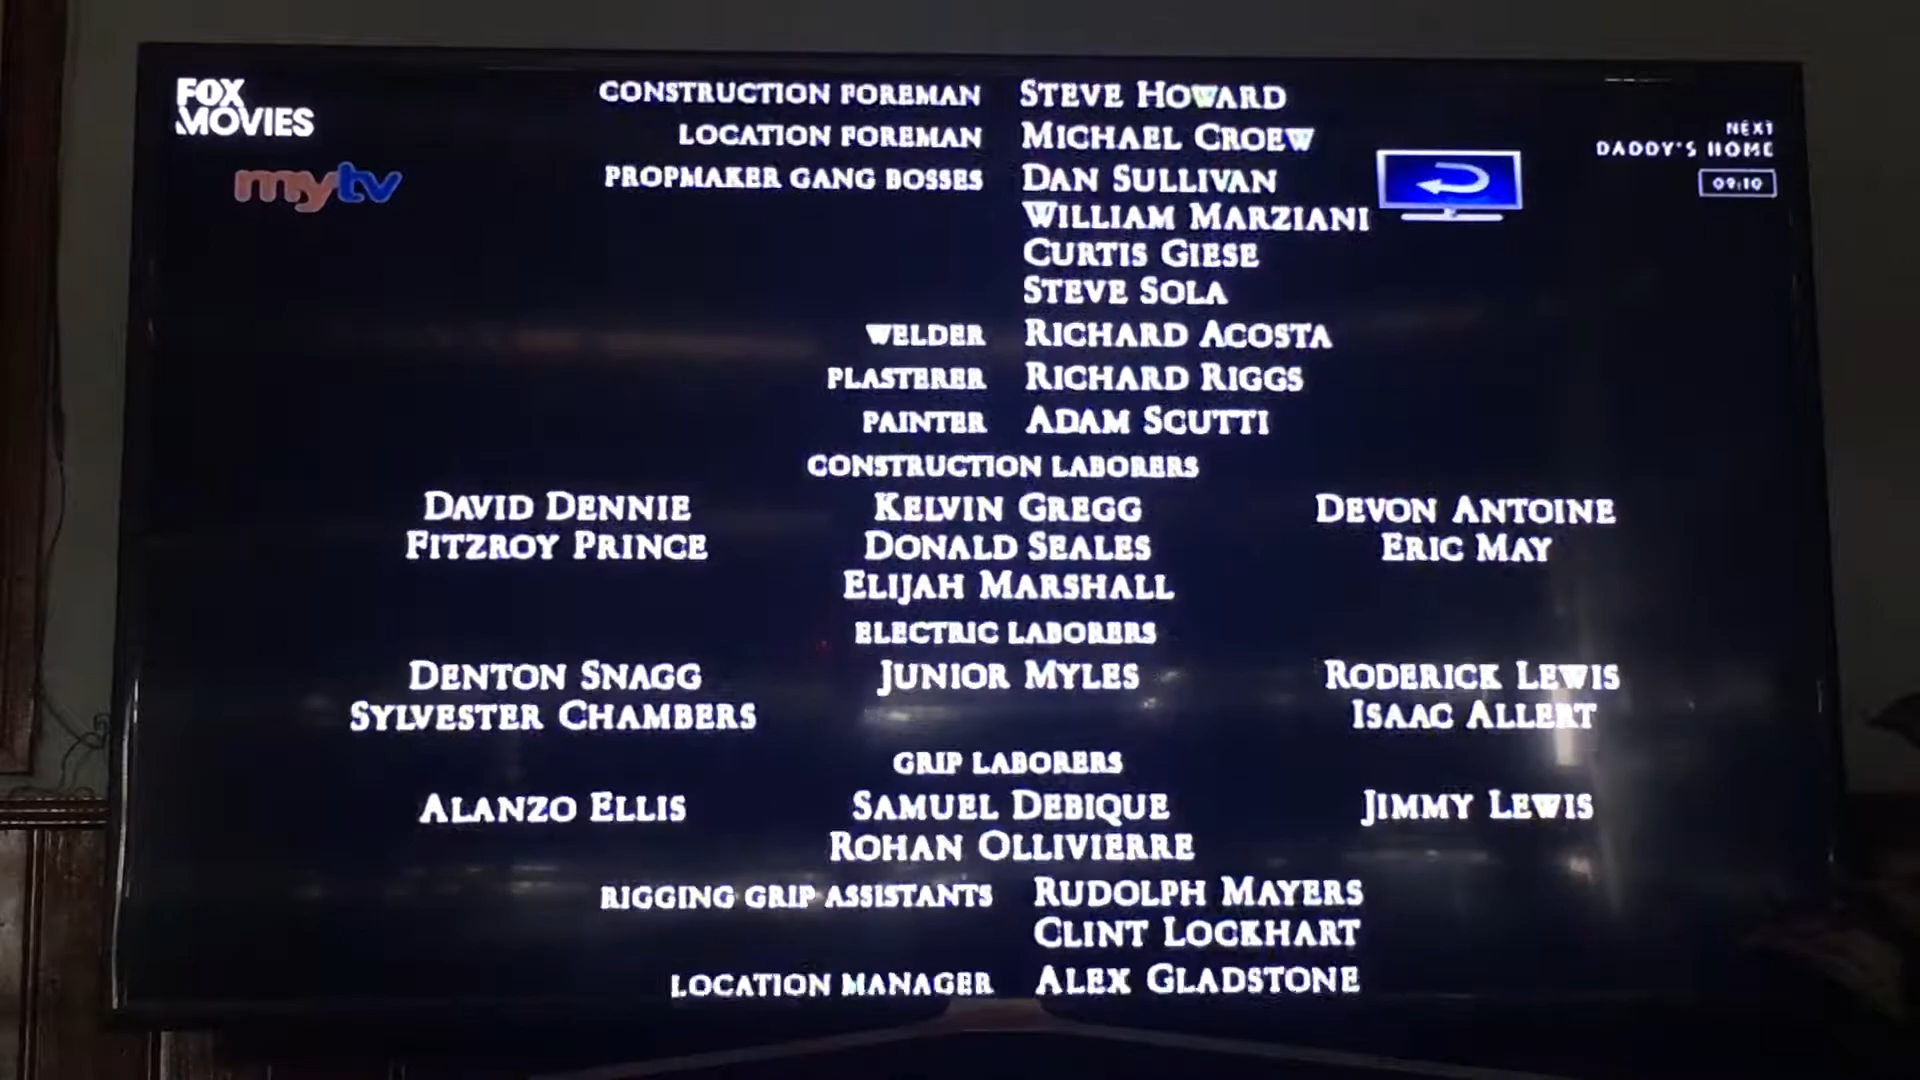 FOX
MOVIES
mytv
NEXT
DADDY'S HOME
09:10
CONSTRUCTION FOREMAN STEVE HOWARD
LOCATION FOREMAN MICHAEL CROEW
PROPMAKER GANG BOSSES DAN SULLIVAN
WILLIAM MARZIANI
CURTIS GIESE
STEVE SOLA
WELDER RICHARD ACOSTA
PLASTERER RICHARD RIGGS
PAINTER ADAM SCUTTI
CONSTRUCTION LABORERS
DAVID DENNIE KELVIN GREGG DEVON ANTOINE
FITZROY PRINCE DONALD SEALES ERIC MAY
ELIJAH MARSHALL
ELECTRIC LABORERS
DENTON SNAGG JUNIOR MYLES RODERICK LEWIS
SYLVESTER CHAMBERS ISAAC ALLERT
GRIP LABORERS
ALANZO ELLIS SAMUEL DEBIQUE JIMMY LEWIS
ROHAN OLLIVIERRE
RIGGING GRIP ASSISTANTS RUDOLPH MAYERS
CLINT LOCKHART
LOCATION MANAGER ALEX GLADSTONE